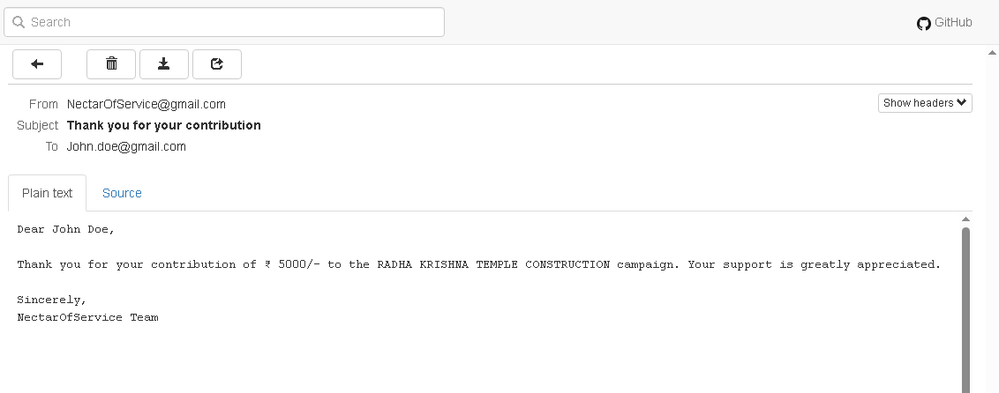 Search
GitHub
From NectarOfService@gmail.com
Show headers
Subject Thank you for your contribution
To John.doe@gmail.com
Plain text Source
Dear John Doe,
Thank you for your contribution of ₹ 5000/- to the RADHA KRISHNA TEMPLE CONSTRUCTION campaign. Your support is greatly appreciated.
Sincerely,
NectarOfService Team